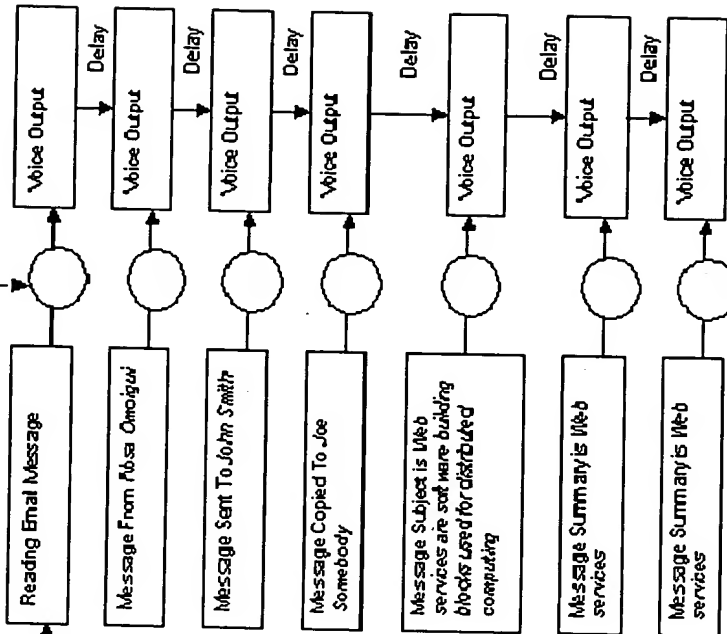 Reading Email Message
Voice Output
Delay
Message From Omoigui
Voice Output
Delay
Message Sent To John Smith
Voice Output
Delay
Message Copied To Joe
Somebody
Voice Output
Delay
Message Subject is Web
services are software building
blocks used for distributed
computing
Voice Output
Delay
Message Summary is Web
services
Voice Output
Delay
Message Summary is Web
services
Voice Output